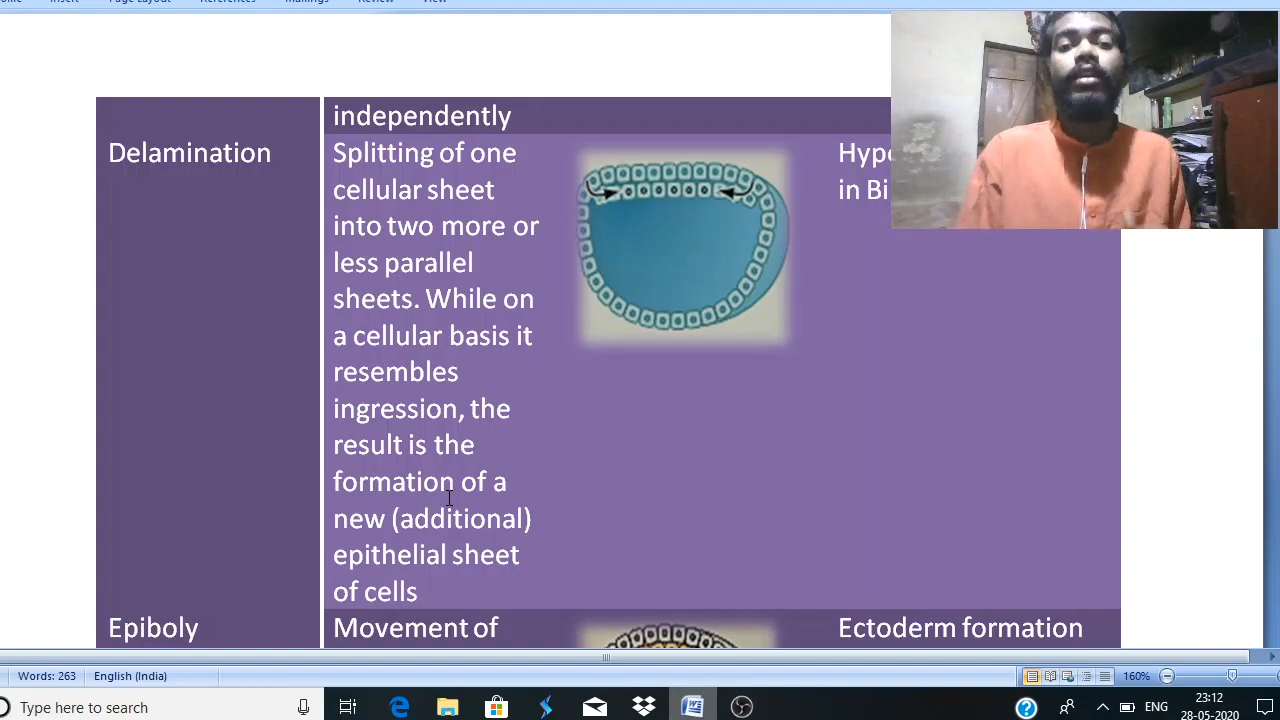 independently
Delamination
Splitting of one
cellular sheet
into two more or
less parallel
sheets. While on
a cellular basis it
resembles
ingression, the
result is the
formation of a
new (additional)
epithelial sheet
of cells
in
Epiboly
Movement of
Ectoderm formation
Words: 263
English (India)
160%
Type here to search
ENG
23:12
28-05-2020